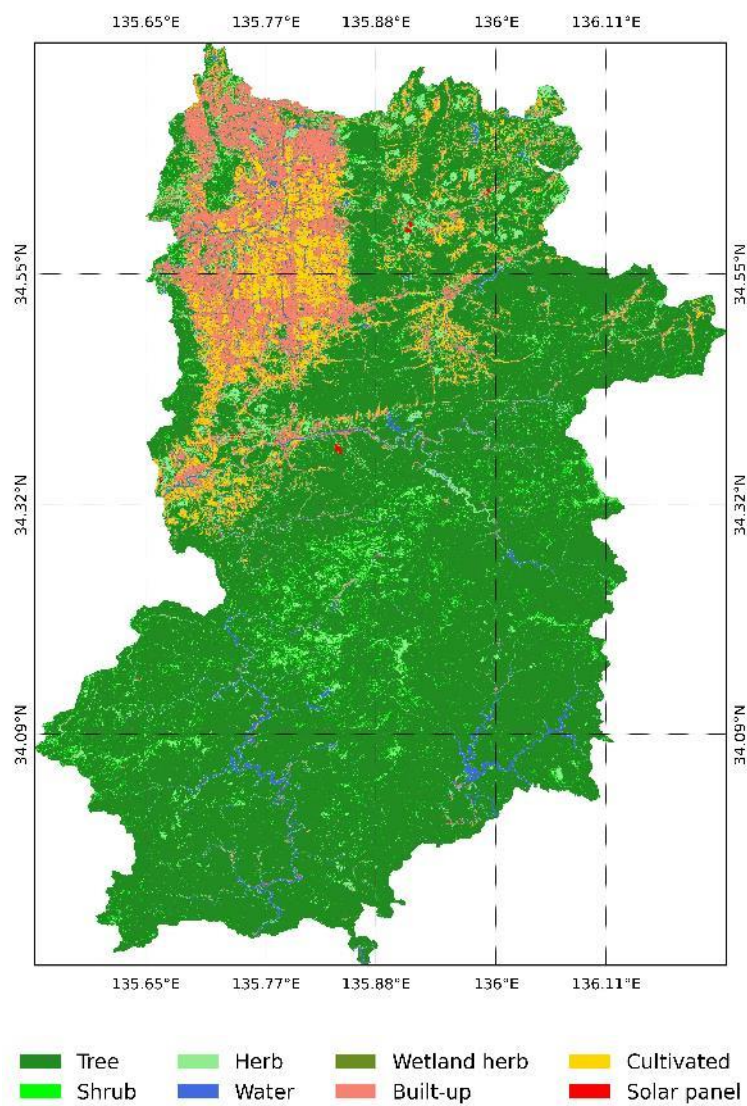 135.65°E 135.77°E 135.88°E 136°E 136.11°E
34.55°N 34.55°N
34.32°N 34.32°N
34.09°N 34.09°N
135.65°E 135.77°E 135.88°E 136°E 136.11°E
Tree Herb Wetland herb Cultivated
Shrub Water Built-up Solar panel